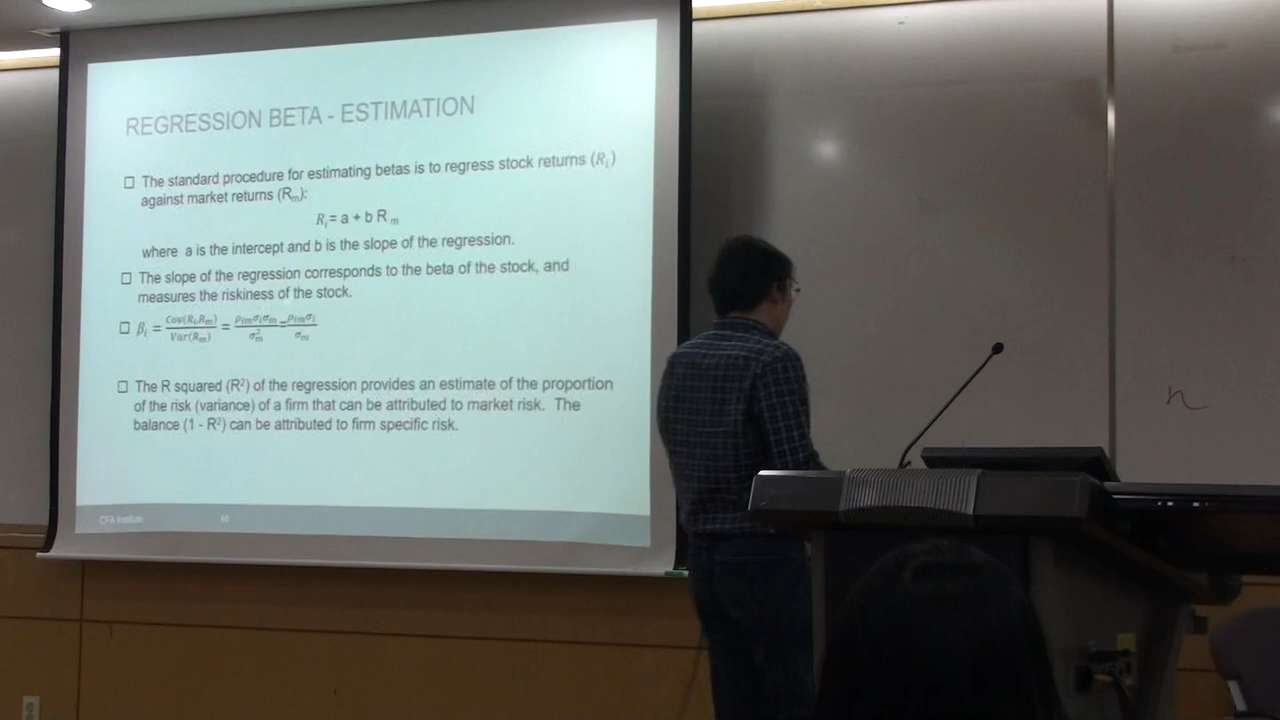 REGRESSION BETA - ESTIMATION
☐ The standard procedure for estimating betas is to regress stock returns (Rᵢ)
against market returns (Rₘ):
Rᵢ = a + b Rₘ
where a is the intercept and b is the slope of the regression.
☐ The slope of the regression corresponds to the beta of the stock, and
measures the riskiness of the stock.
☐ βᵢ = Cov(RᵢRₘ)/Var(Rₘ) = ρᵢₘσᵢσₘ/σₘ² = ρᵢₘσᵢ/σₘ
☐ The R squared (R²) of the regression provides an estimate of the proportion
of the risk (variance) of a firm that can be attributed to market risk. The
balance (1 - R²) can be attributed to firm specific risk.
CFA Institute
n